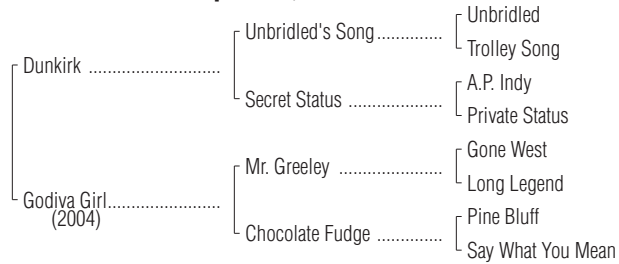 Unbridled
Unbridled's Song..............
Trolley Song
Dunkirk ............................
A.P. Indy
Secret Status ....................
Private Status
Gone West
Mr. Greeley ......................
Long Legend
Godiva Girl........................
(2004)
Pine Bluff
Chocolate Fudge ..............
Say What You Mean